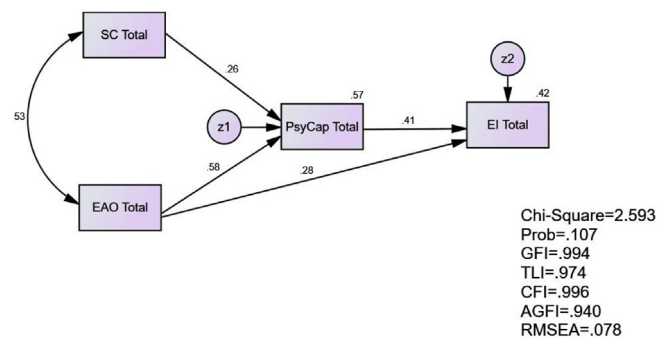 SC Total
z2
.26
.57
.42
53
z1
PsyCap Total
.41
EI Total
.58
.28
EAO Total
Chi-Square=2.593
Prob=.107
GFI=.994
TLI=.974
CFI=.996
AGFI=.940
RMSEA=.078